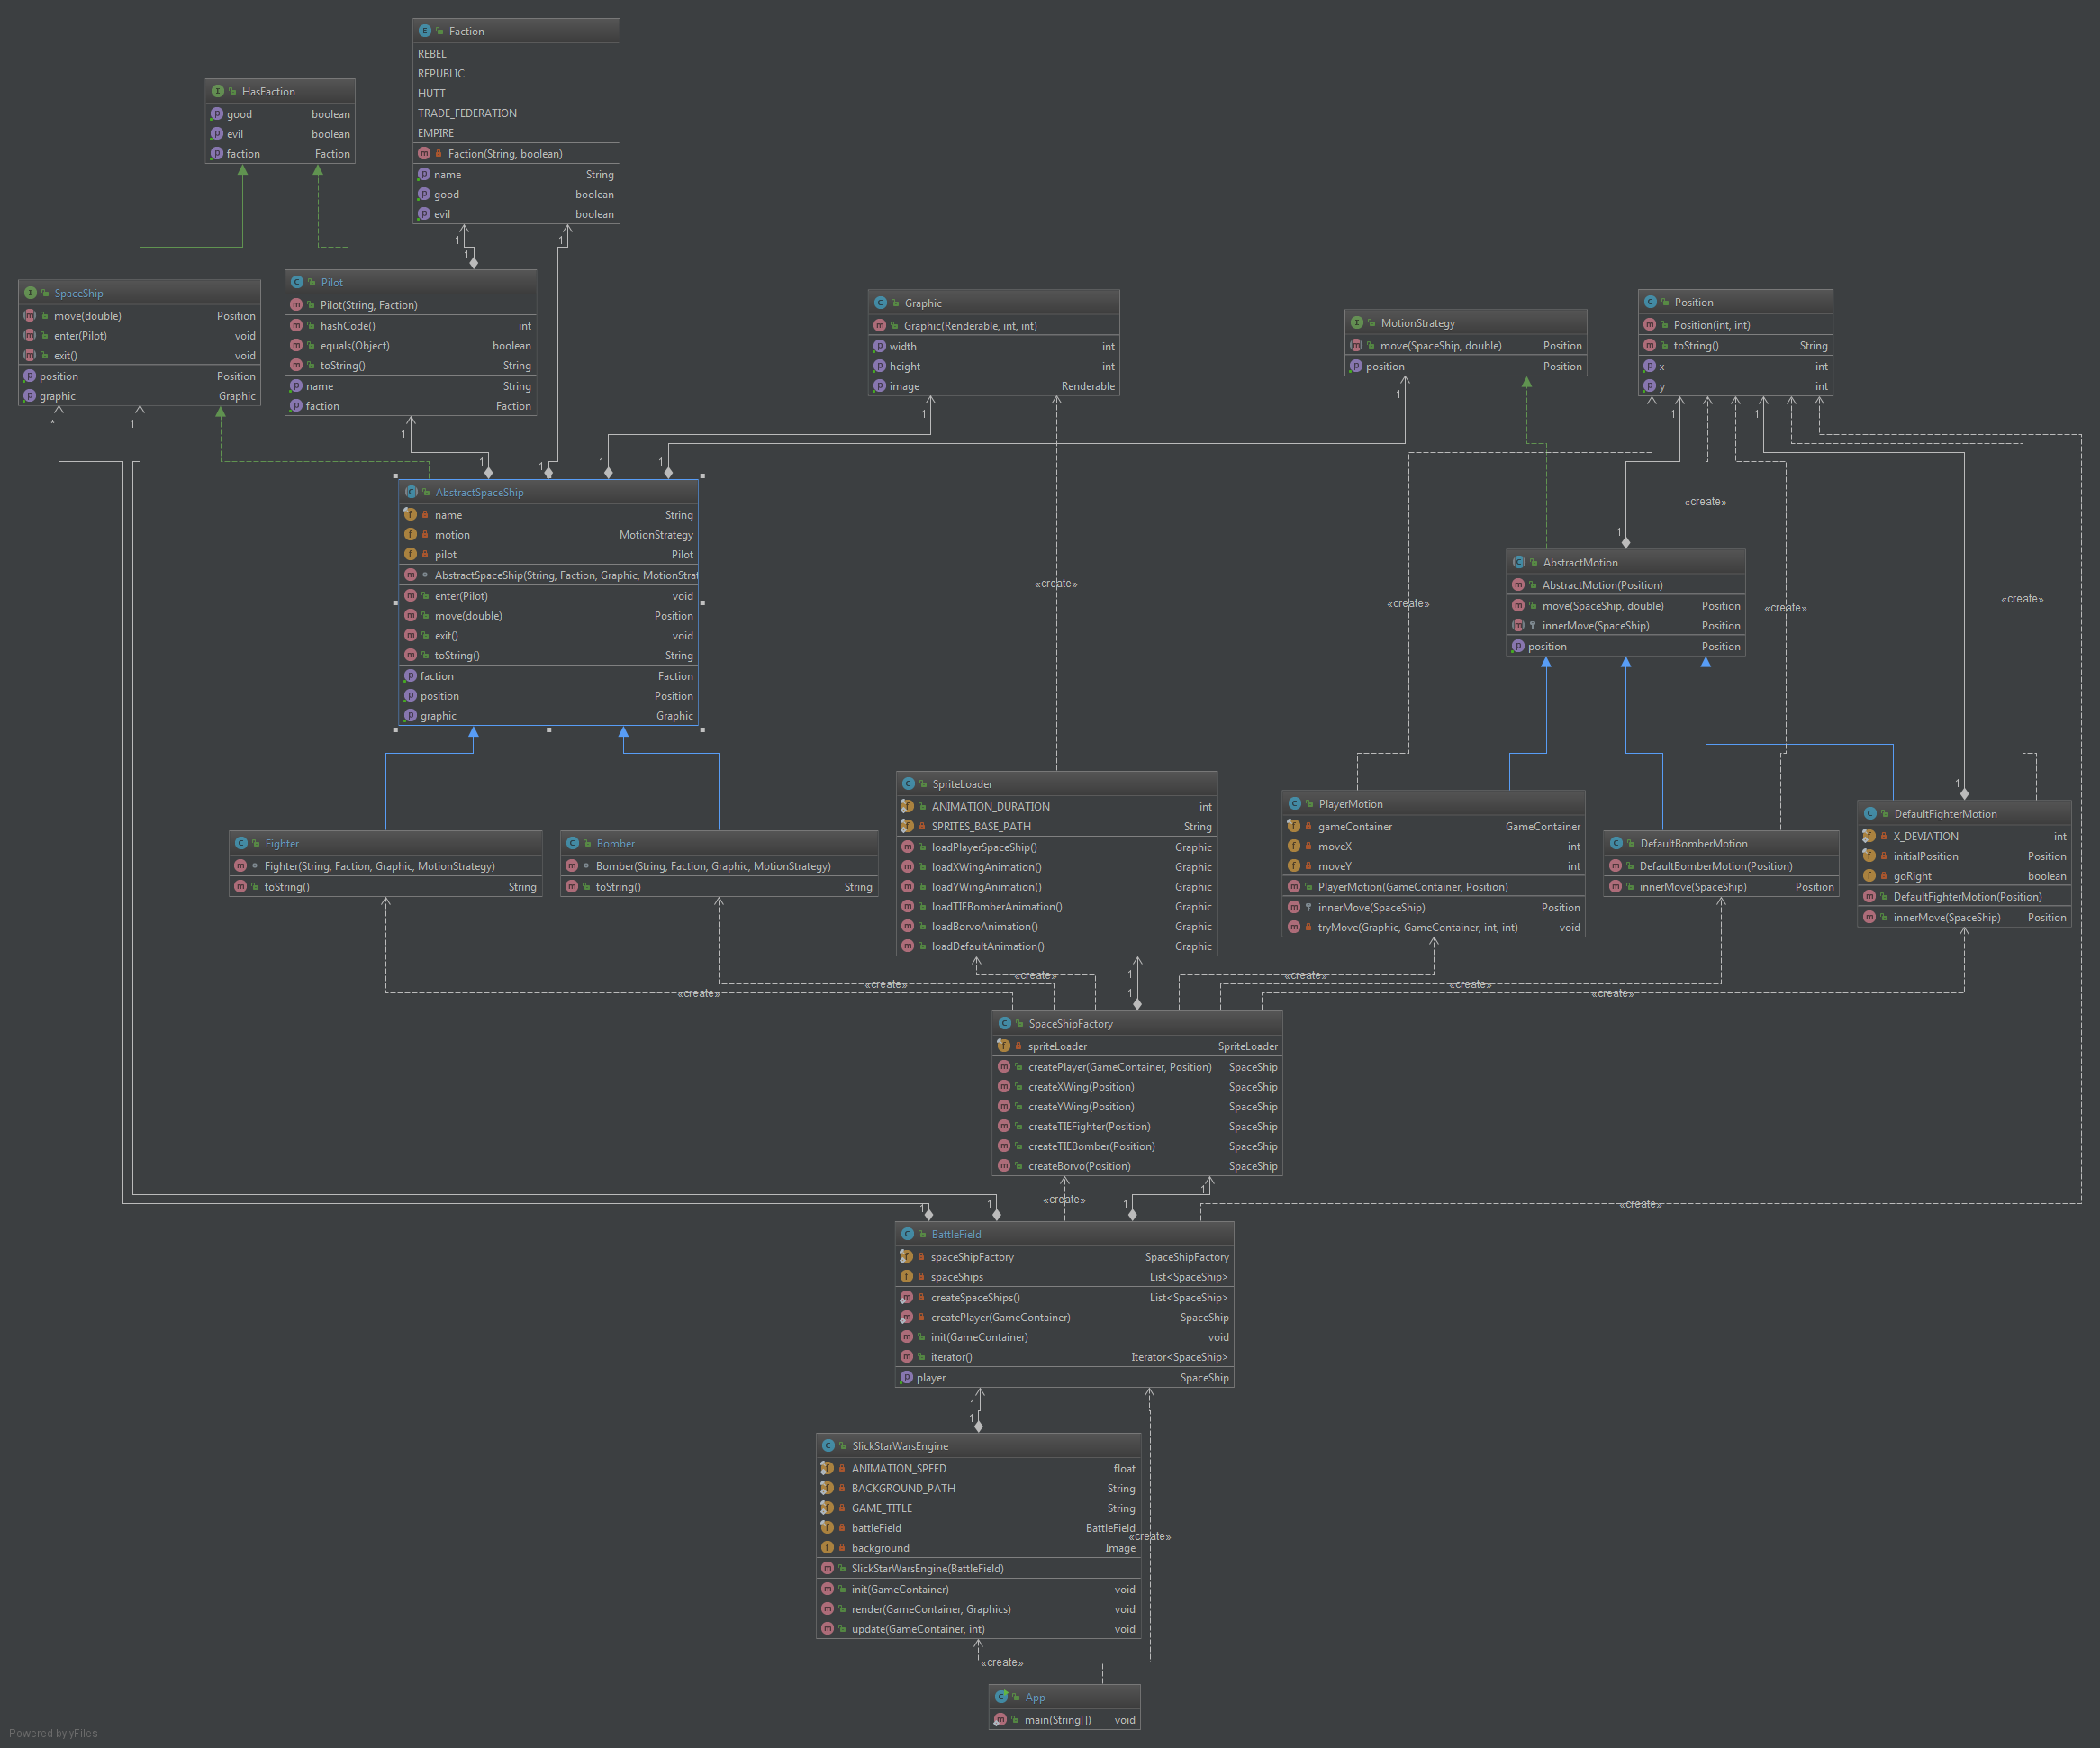 Faction
REBEL
REPUBLIC
HUTT
TRADE_FEDERATION
EMPIRE
Faction(String, boolean)
name String
good boolean
evil boolean
HasFaction
good boolean
evil boolean
faction Faction
1
1
1
SpaceShip
move(double) Position
enter(Pilot) void
exit() void
position Position
graphic Graphic
Pilot
Pilot(String, Faction)
hashCode() int
equals(Object) boolean
toString() String
name String
faction Faction
Graphic
Graphic(Renderable, int, int)
width int
height int
image Renderable
MotionStrategy
move(SpaceShip, double) Position
position Position
Position
Position(int, int)
toString() String
x int
y int
*
1
1
1
1
1
1
1
1
1
1
AbstractSpaceShip
name String
motion MotionStrategy
pilot Pilot
AbstractSpaceShip(String, Faction, Graphic, MotionStrat
enter(Pilot) void
move(double) Position
exit() void
toString() String
faction Faction
position Position
graphic Graphic
«create»
«create»
1
AbstractMotion
AbstractMotion(Position)
move(SpaceShip, double) Position
innerMove(SpaceShip) Position
position Position
«create»
«create»
«create»
Fighter
Fighter(String, Faction, Graphic, MotionStrategy)
toString() String
Bomber
Bomber(String, Faction, Graphic, MotionStrategy)
toString() String
SpriteLoader
ANIMATION_DURATION int
SPRITES_BASE_PATH String
loadPlayerSpaceShip() Graphic
loadXWingAnimation() Graphic
loadYWingAnimation() Graphic
loadTIEBomberAnimation() Graphic
loadBorvoAnimation() Graphic
loadDefaultAnimation() Graphic
PlayerMotion
gameContainer GameContainer
moveX int
moveY int
PlayerMotion(GameContainer, Position)
innerMove(SpaceShip) Position
tryMove(Graphic, GameContainer, int, int) void
DefaultBomberMotion
DefaultBomberMotion(Position)
innerMove(SpaceShip) Position
1
DefaultFighterMotion
X_DEVIATION int
initialPosition Position
goRight boolean
DefaultFighterMotion(Position)
innerMove(SpaceShip) Position
«create»
«create»
«create»
1
1
«create»
«create»
«create»
SpaceShipFactory
spriteLoader SpriteLoader
createPlayer(GameContainer, Position) SpaceShip
createXWing(Position) SpaceShip
createYWing(Position) SpaceShip
createTIEFighter(Position) SpaceShip
createTIEBomber(Position) SpaceShip
createBorvo(Position) SpaceShip
1
1
«create»
1
1
«create»
BattleField
spaceShipFactory SpaceShipFactory
spaceShips List<SpaceShip>
createSpaceShips() List<SpaceShip>
createPlayer(GameContainer) SpaceShip
init(GameContainer) void
iterator() Iterator<SpaceShip>
player SpaceShip
1
1
SlickStarWarsEngine
ANIMATION_SPEED float
BACKGROUND_PATH String
GAME_TITLE String
battleField BattleField
background Image
SlickStarWarsEngine(BattleField)
init(GameContainer) void
render(GameContainer, Graphics) void
update(GameContainer, int) void
«create»
«create»
App
main(String[]) void
Powered by yFiles